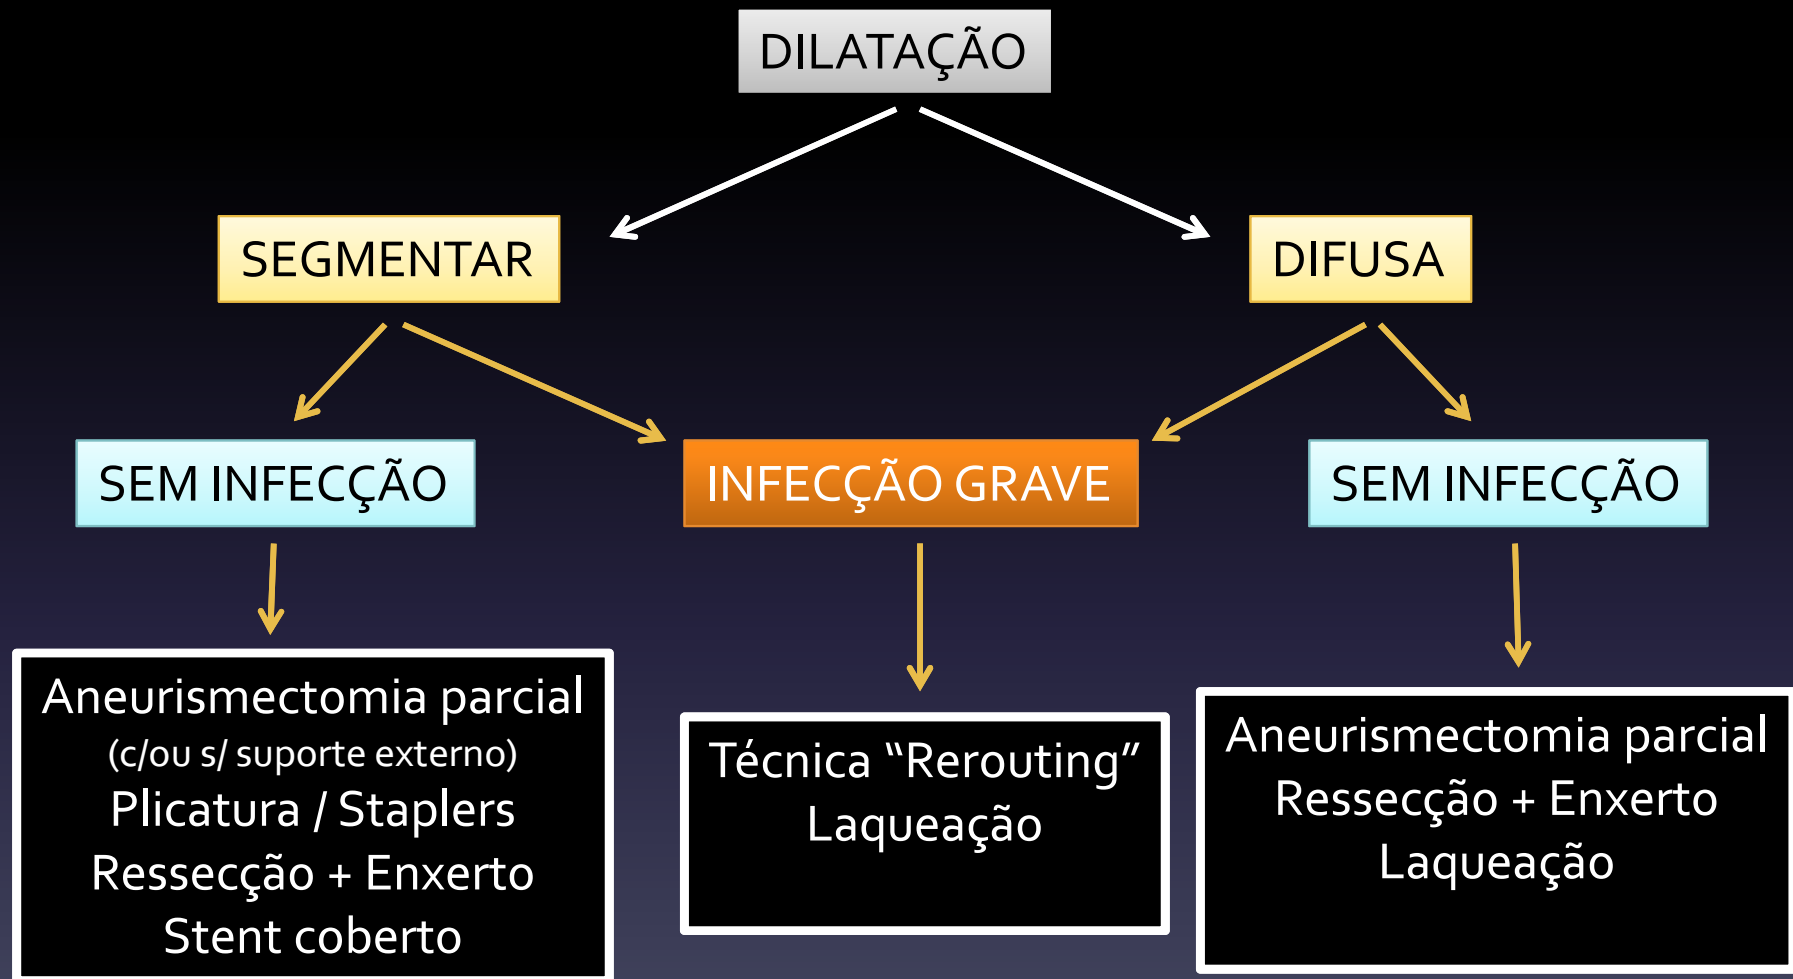 DILATAÇÃO
SEGMENTAR
DIFUSA
SEM INFECÇÃO
INFECÇÃO GRAVE
SEM INFECÇÃO
Aneurismectomia parcial
(c/ou s/ suporte externo)
Plicatura / Staplers
Ressecção + Enxerto
Stent coberto
Técnica “Rerouting”
Laqueação
Aneurismectomia parcial
Ressecção + Enxerto
Laqueação